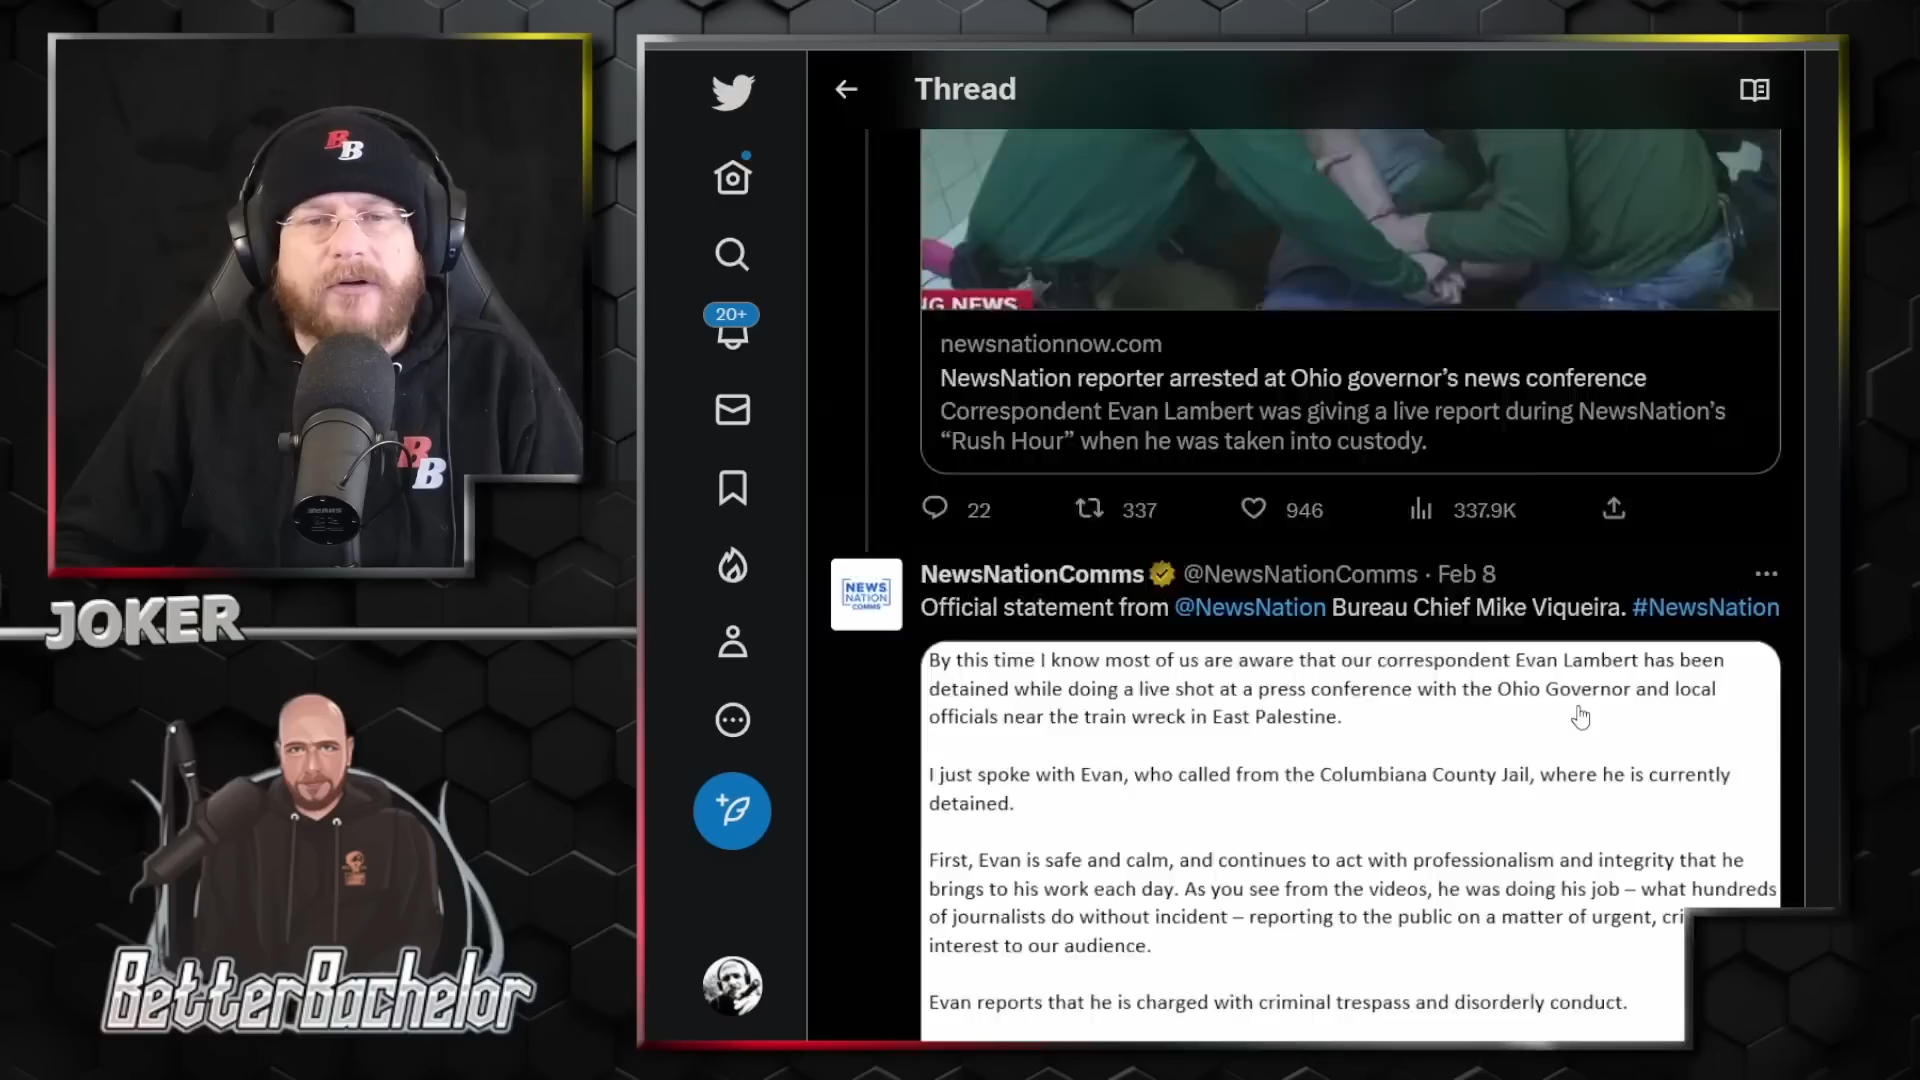 BB
BB
JOKER
BetterBachelor
Thread
NG NEWS
newsnationnow.com
NewsNation reporter arrested at Ohio governor's news conference
Correspondent Evan Lambert was giving a live report during NewsNation's
“Rush Hour” when he was taken into custody.
20+
22
337
946
337.9K
NEWS
NATION
COMMS
NewsNationComms @NewsNationComms · Feb 8
Official statement from @NewsNation Bureau Chief Mike Viqueira. #NewsNation
By this time I know most of us are aware that our correspondent Evan Lambert has been
detained while doing a live shot at a press conference with the Ohio Governor and local
officials near the train wreck in East Palestine.
I just spoke with Evan, who called from the Columbiana County Jail, where he is currently
detained.
First, Evan is safe and calm, and continues to act with professionalism and integrity that he
brings to his work each day. As you see from the videos, he was doing his job – what hundreds
of journalists do without incident – reporting to the public on a matter of urgent, cri
interest to our audience.
Evan reports that he is charged with criminal trespass and disorderly conduct.